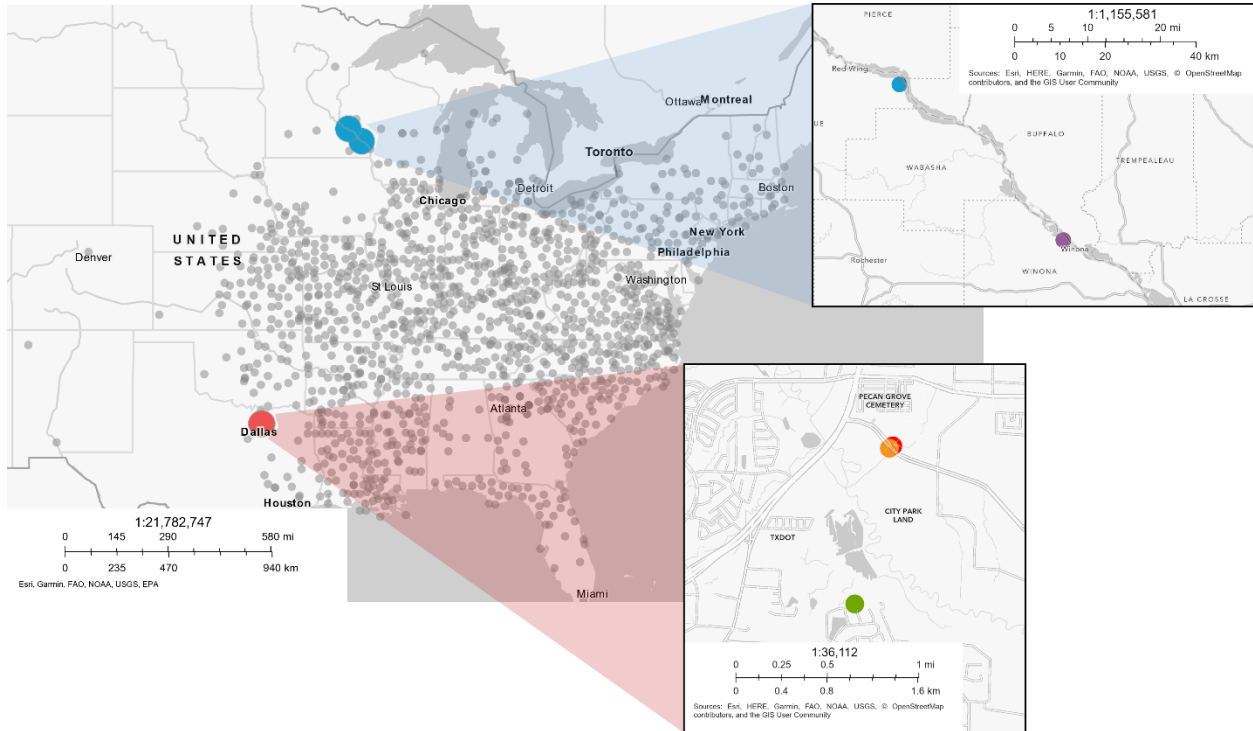 Ottawa
Montreal
Toronto
Boston
Detroit
Chicago
New York
UNITED
STATES
Philadelphia
Denver
Washington
St Louis
Atlanta
Dallas
Houston
Miami
1:21,782,747
0 145 290 580 mi
0 235 470 940 km
Esri, Garmin, FAO, NOAA, USGS, EPA
PIERCE
1:1,155,581
0 5 10 20 mi
0 10 20 40 km
Sources: Esri, HERE, Garmin, FAO, NOAA, USGS, © OpenStreetMap
contributors, and the GIS User Community
Red Wing
UE
BUFFALO
WABASHA
TREMPEALEAU
Winona
Rochester
WINONA
LA CROSSE
PECAN GROVE
CEMETERY
CITY PARK
LAND
TXDOT
1:36,112
0 0.25 0.5 1 mi
0 0.4 0.8 1.6 km
Sources: Esri, HERE, Garmin, FAO, NOAA, USGS, © OpenStreetMap
contributors, and the GIS User Community